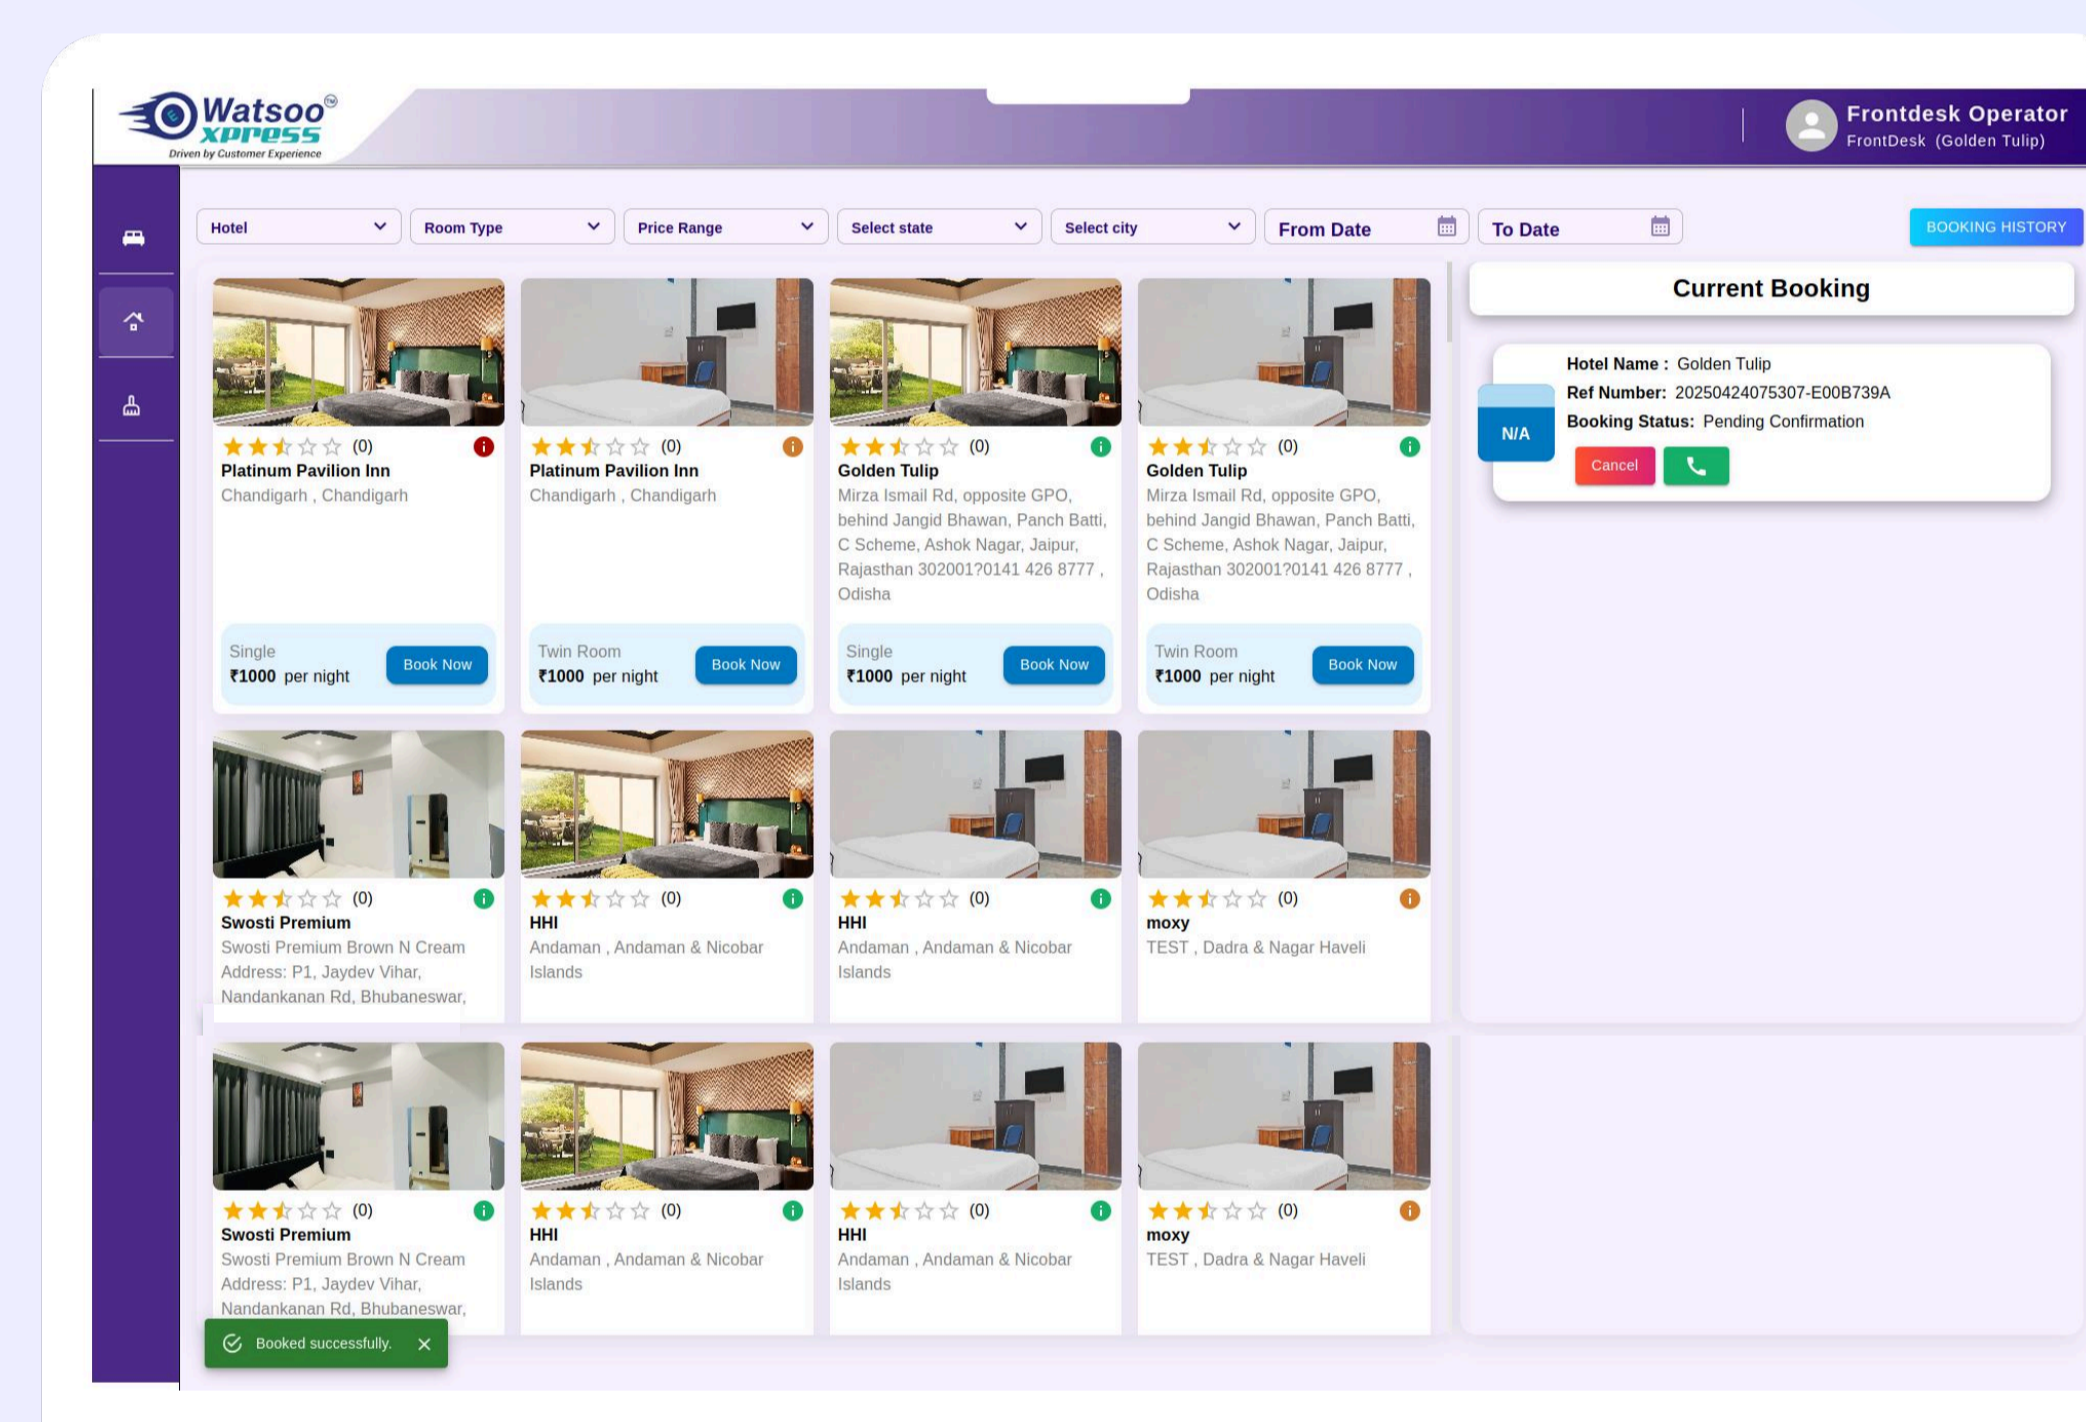 Watsoo®
xpress
Driven by Customer Experience
Frontdesk Operator
FrontDesk (Golden Tulip)
Hotel
Room Type
Price Range
Select state
Select city
From Date
To Date
BOOKING HISTORY
(0)
Platinum Pavilion Inn
Chandigarh , Chandigarh
Single
₹1000 per night
Book Now
(0)
Platinum Pavilion Inn
Chandigarh , Chandigarh
Twin Room
₹1000 per night
Book Now
(0)
Golden Tulip
Mirza Ismail Rd, opposite GPO,
behind Jangid Bhawan, Panch Batti,
C Scheme, Ashok Nagar, Jaipur,
Rajasthan 302001?0141 426 8777 ,
Odisha
Single
₹1000 per night
Book Now
(0)
Golden Tulip
Mirza Ismail Rd, opposite GPO,
behind Jangid Bhawan, Panch Batti,
C Scheme, Ashok Nagar, Jaipur,
Rajasthan 302001?0141 426 8777 ,
Odisha
Twin Room
₹1000 per night
Book Now
Current Booking
N/A
Hotel Name : Golden Tulip
Ref Number: 20250424075307-E00B739A
Booking Status: Pending Confirmation
Cancel
(0)
Swosti Premium
Swosti Premium Brown N Cream
Address: P1, Jaydev Vihar,
Nandankanan Rd, Bhubaneswar,
(0)
HHI
Andaman , Andaman & Nicobar
Islands
(0)
HHI
Andaman , Andaman & Nicobar
Islands
(0)
moxy
TEST , Dadra & Nagar Haveli
(0)
Swosti Premium
Swosti Premium Brown N Cream
Address: P1, Jaydev Vihar,
Nandankanan Rd, Bhubaneswar,
(0)
HHI
Andaman , Andaman & Nicobar
Islands
(0)
HHI
Andaman , Andaman & Nicobar
Islands
(0)
moxy
TEST , Dadra & Nagar Haveli
Booked successfully.